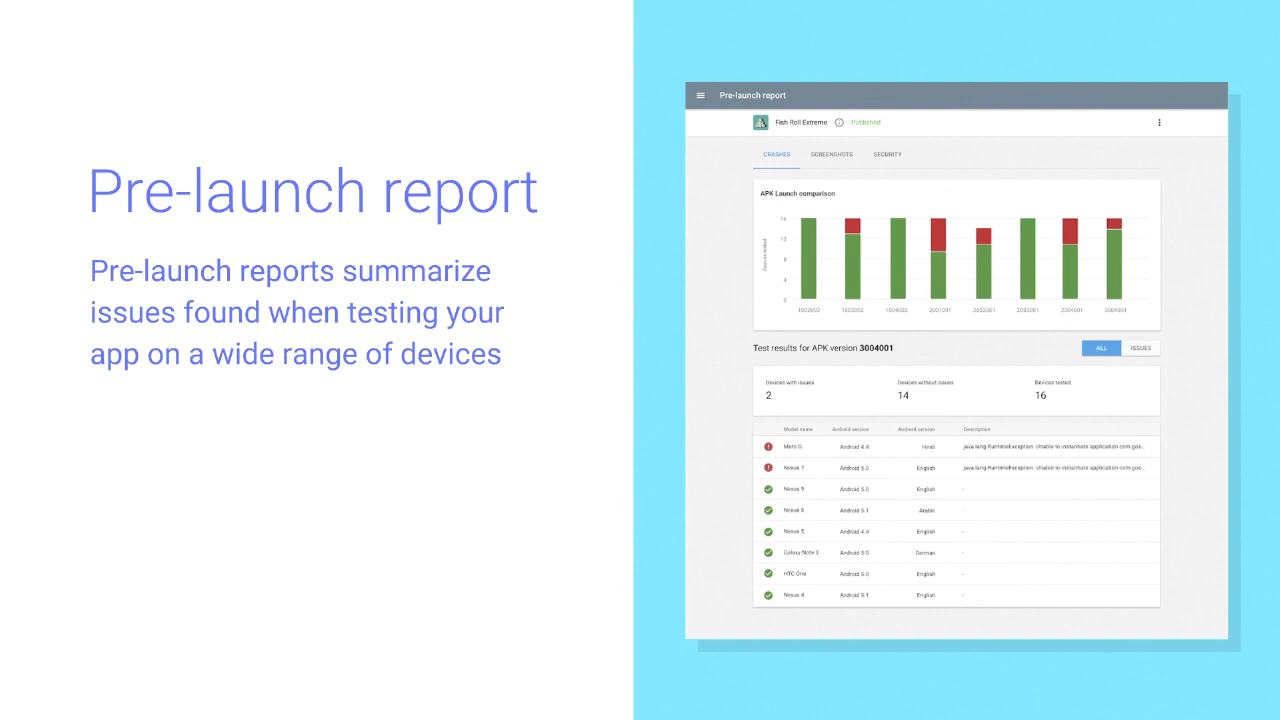 Pre-launch report
Pre-launch reports summarize
issues found when testing your
app on a wide range of devices
Pre-launch report
Fish Roll Extreme Published
CRASHES SCREENSHOTS SECURITY
APK Launch comparison
Devices tested
16
12
8
4
0
1002002 1003002 1004002 2001001 2002001 2003001 2004001 3004001
Test results for APK version 3004001
ALL ISSUES
Devices with issues Devices without issues Devices tested
2 14 16
Model name Android version Android version Description
Moto G Android 4.4 Hindi java.lang.RuntimeException: Unable to instantiate application com.goo...
Nexus 7 Android 5.0 English java.lang.RuntimeException: Unable to instantiate application com.goo...
Nexus 9 Android 5.0 English -
Nexus 6 Android 5.1 Arabic -
Nexus 5 Android 4.4 English -
Galaxy Note 3 Android 5.0 German -
HTC One Android 5.0 English -
Nexus 4 Android 5.1 English -